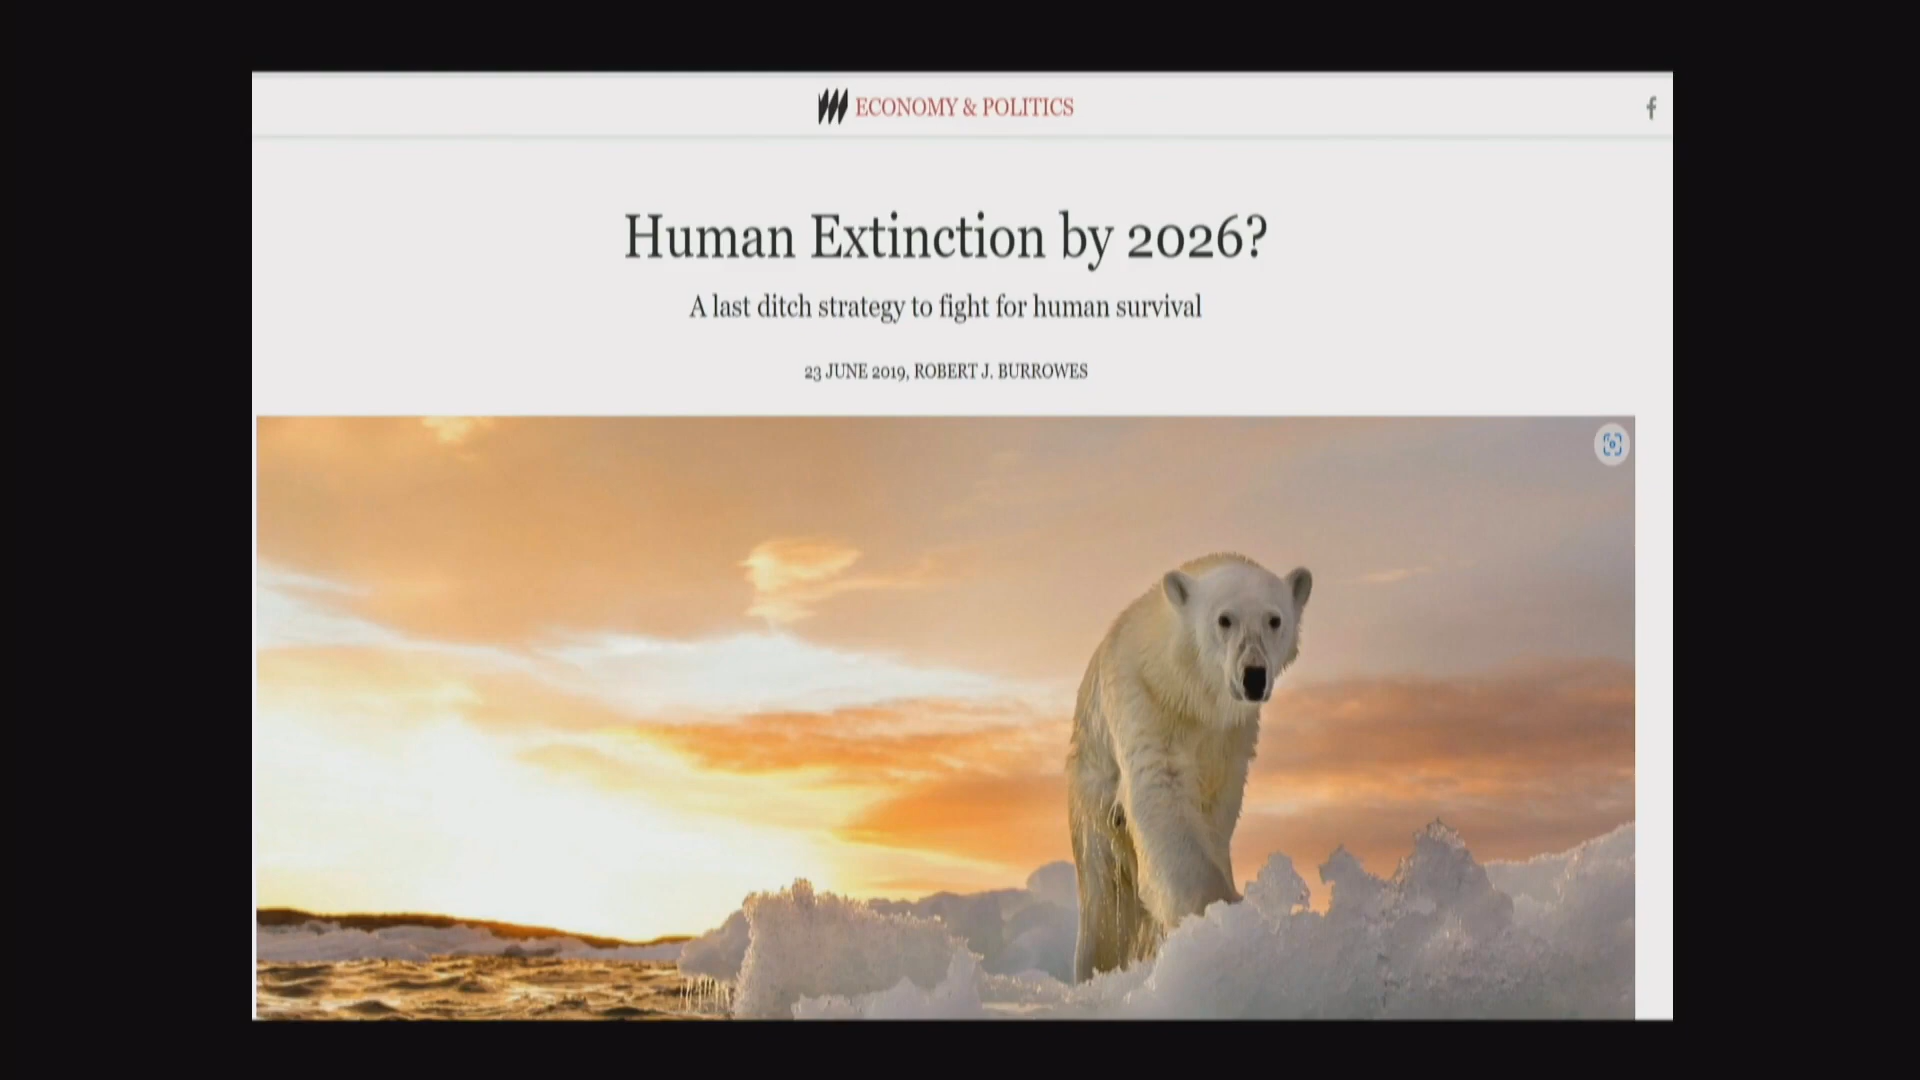 ECONOMY & POLITICS
Human Extinction by 2026?
A last ditch strategy to fight for human survival
23 JUNE 2019, ROBERT J. BURROWES